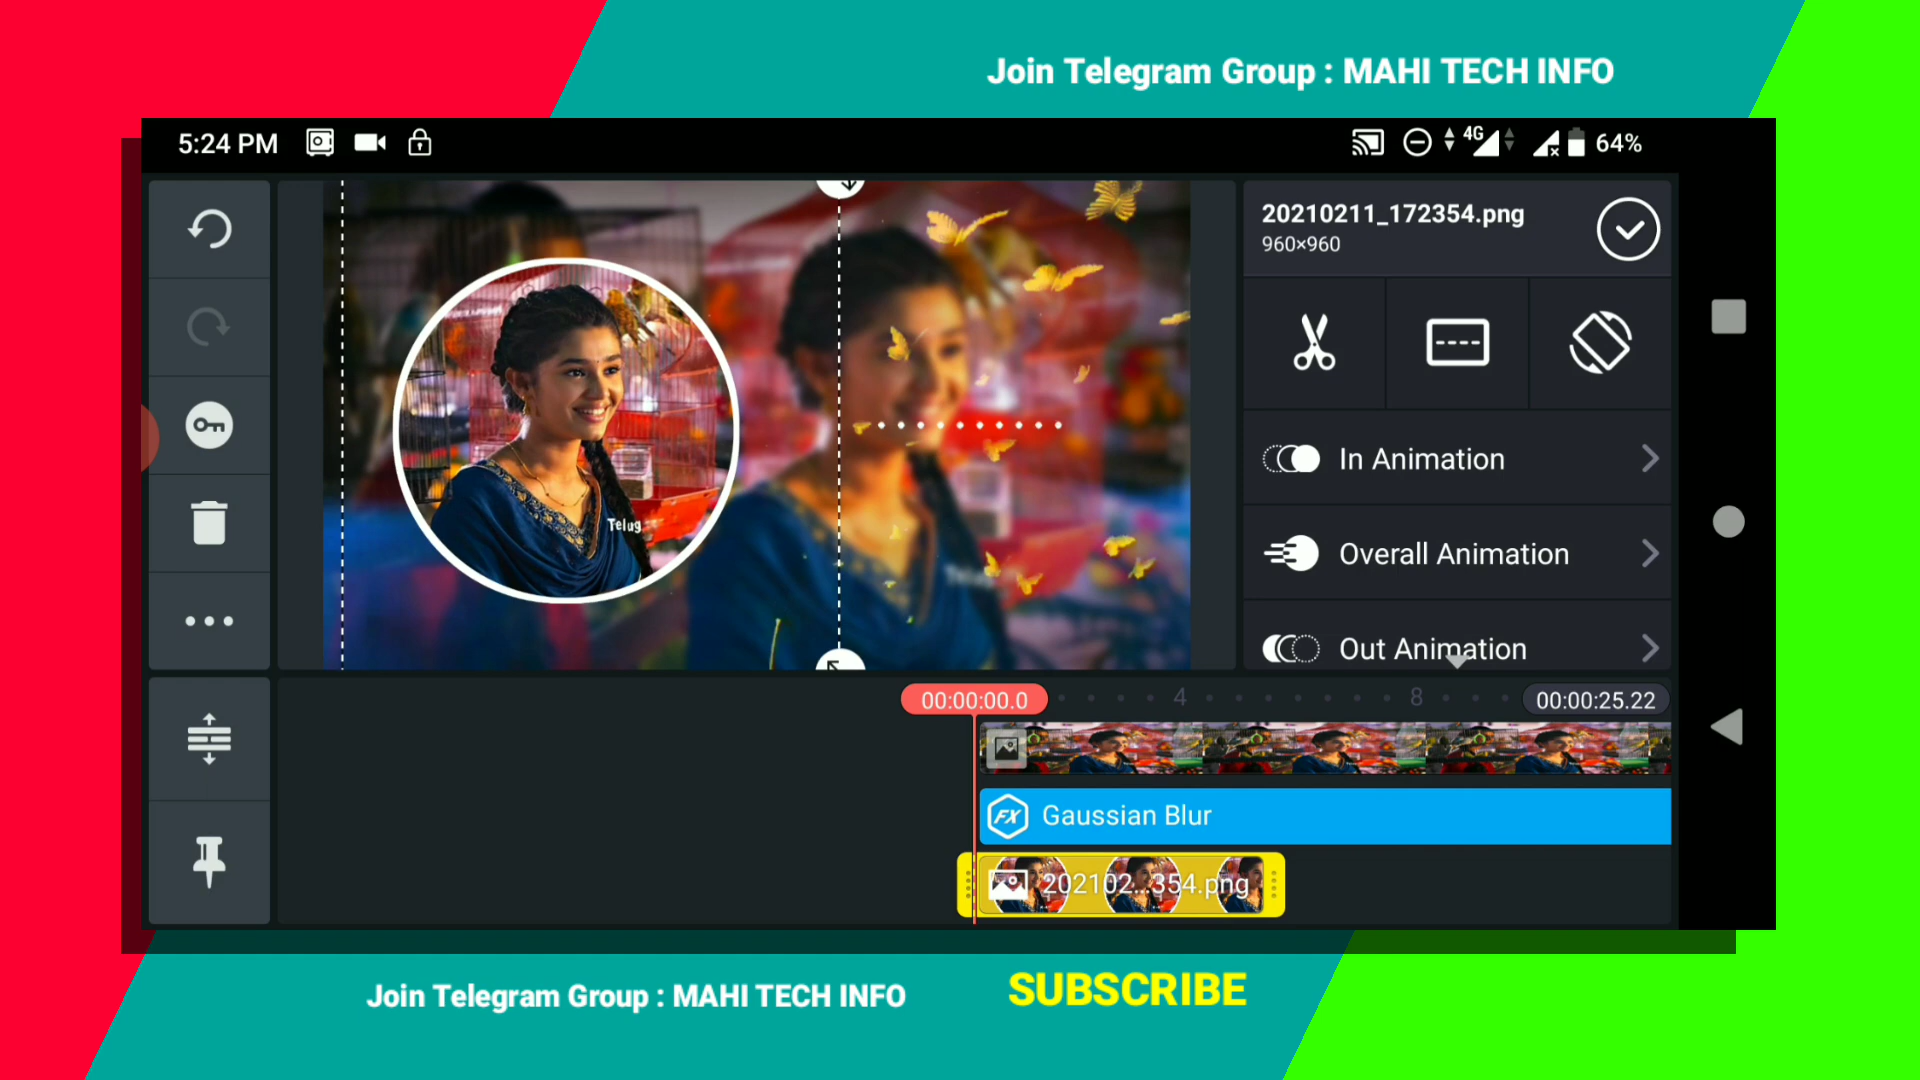 Join Telegram Group : MAHI TECH INFO
5:24 PM
4G
64%
20210211_172354.png
960×960
In Animation
Overall Animation
Out Animation
Telug
00:00:00.0
4
8
00:00:25.22
FX Gaussian Blur
202102...354.png
Join Telegram Group : MAHI TECH INFO
SUBSCRIBE